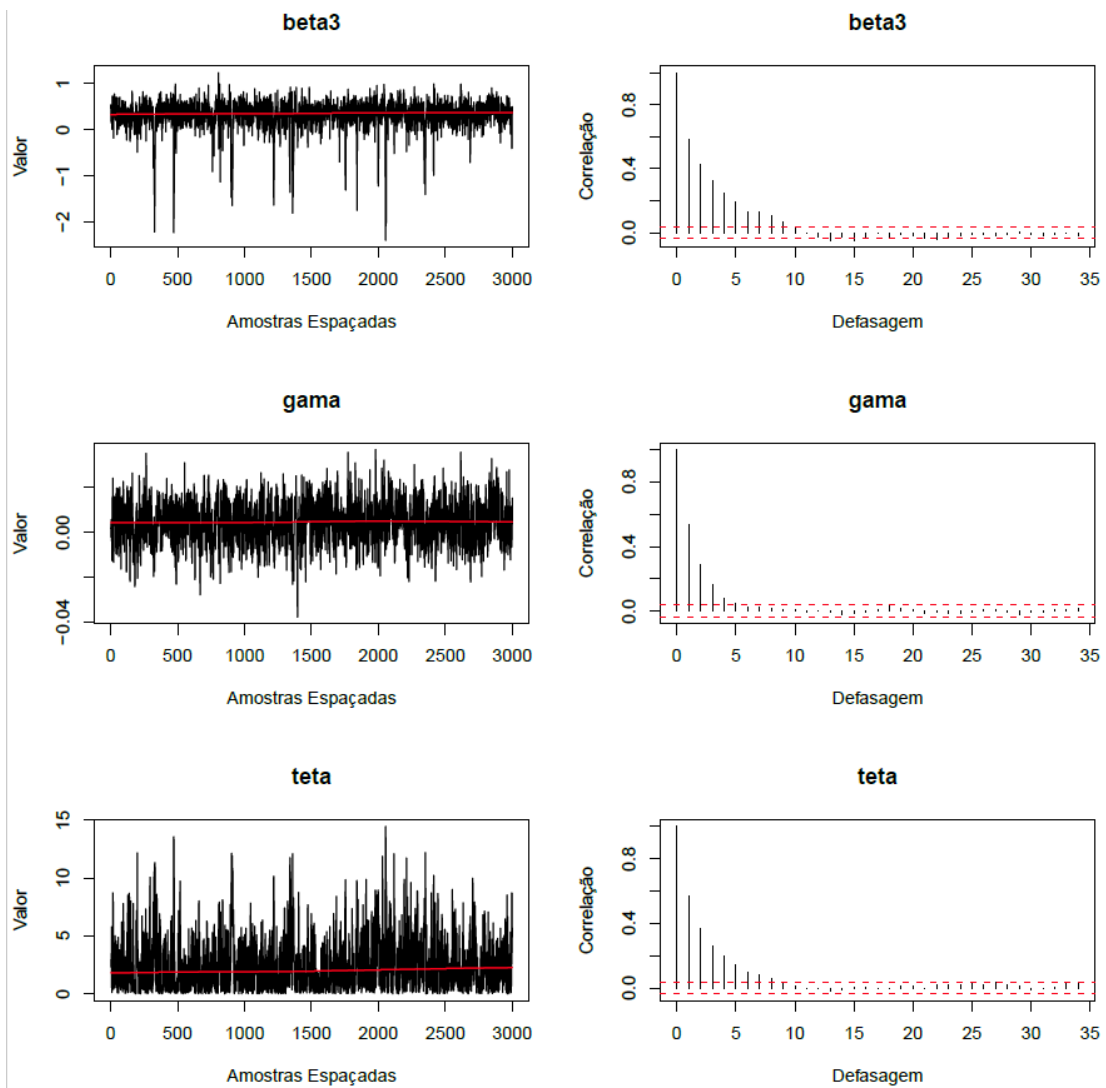 beta3
Valor
1
0
−1
−2
0 500 1000 1500 2000 2500 3000
Amostras Espaçadas
beta3
Correlação
0.8
0.4
0.0
0 5 10 15 20 25 30 35
Defasagem
gama
Valor
0.00
−0.04
0 500 1000 1500 2000 2500 3000
Amostras Espaçadas
gama
Correlação
0.8
0.4
0.0
0 5 10 15 20 25 30 35
Defasagem
teta
Valor
15
10
5
0
0 500 1000 1500 2000 2500 3000
Amostras Espaçadas
teta
Correlação
0.8
0.4
0.0
0 5 10 15 20 25 30 35
Defasagem